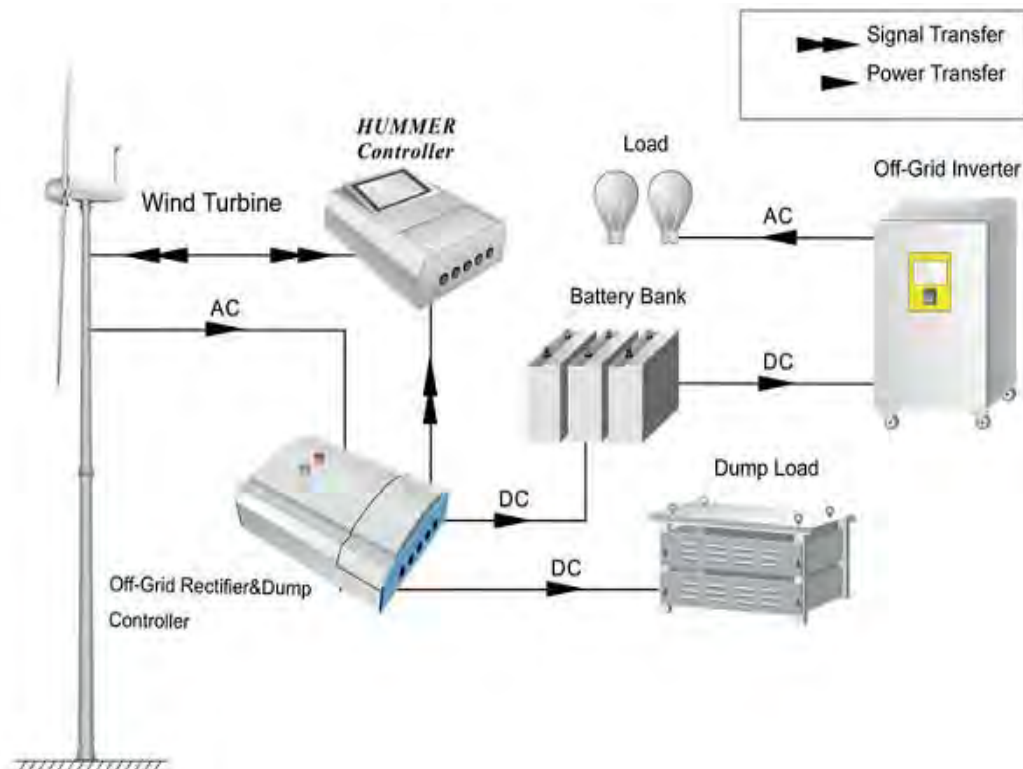 Signal Transfer
Power Transfer
HUMMER
Controller
Load
Off-Grid Inverter
Wind Turbine
AC
Battery Bank
AC
DC
Dump Load
DC
DC
Off-Grid Rectifier&Dump
Controller